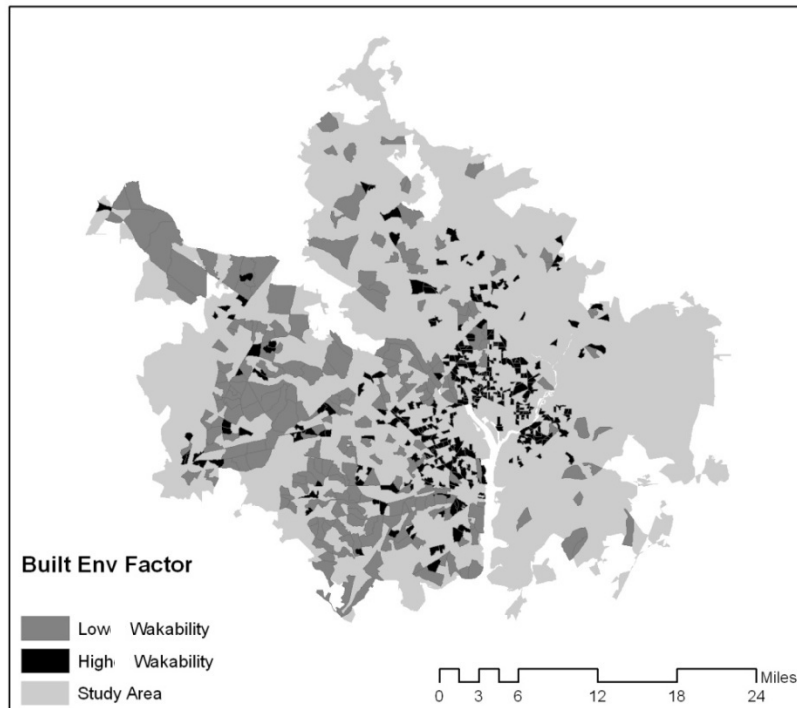 Built Env Factor
Low Wakability
High Wakability
Study Area
Miles
0 3 6 12 18 24